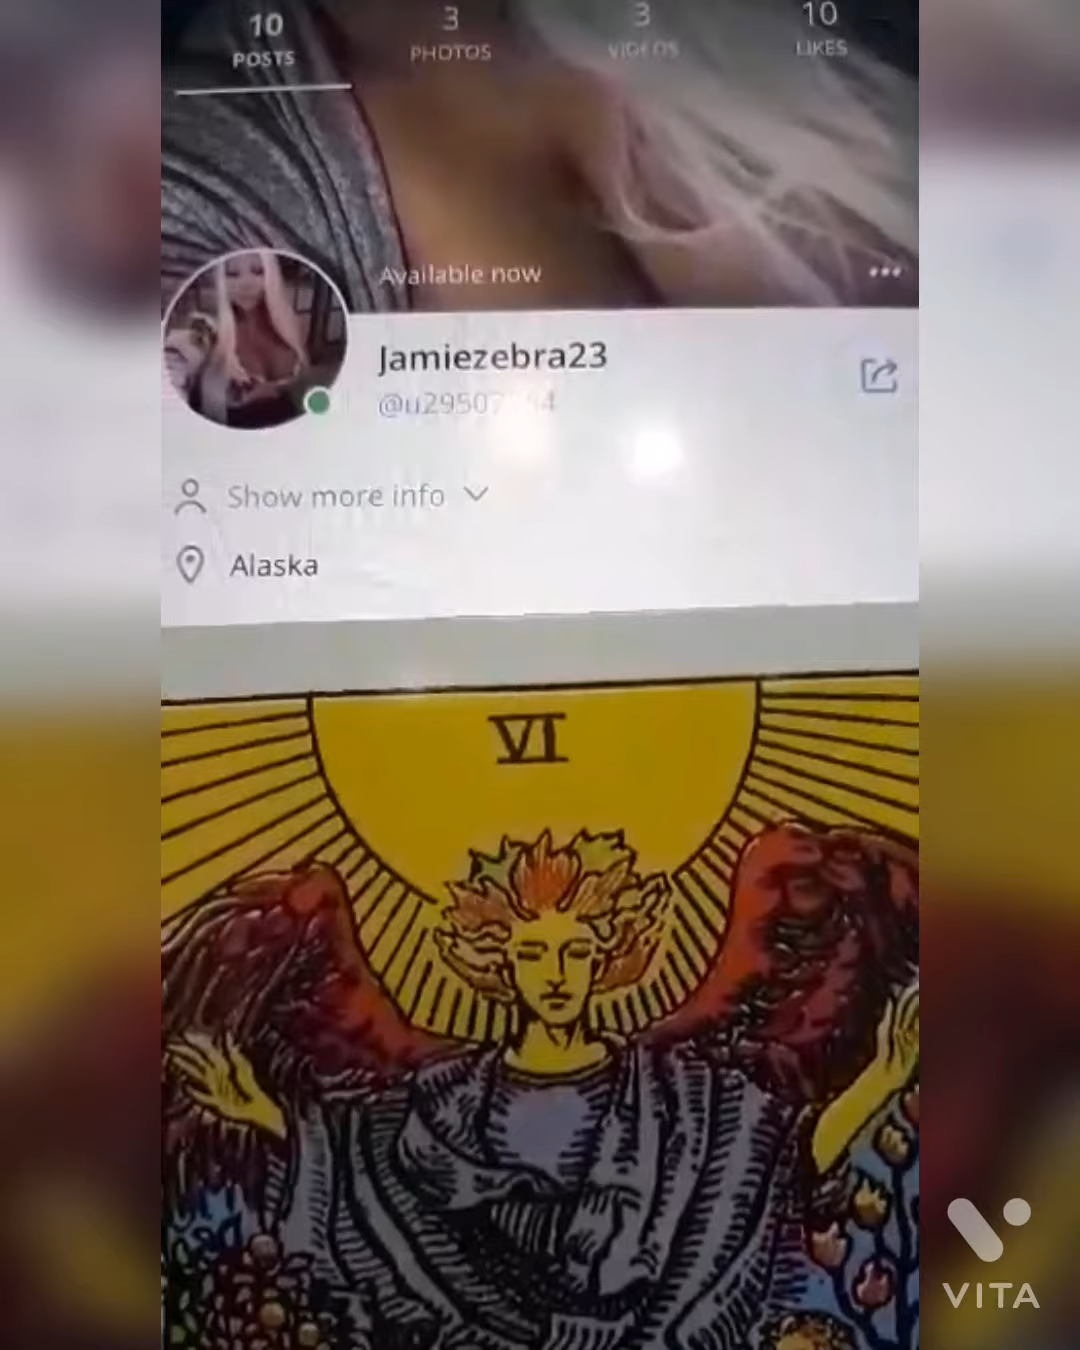 10 3 3 10
POSTS PHOTOS VIDEOS LIKES
Available now
Jamiezebra23
Show more info
Alaska
VI
VITA